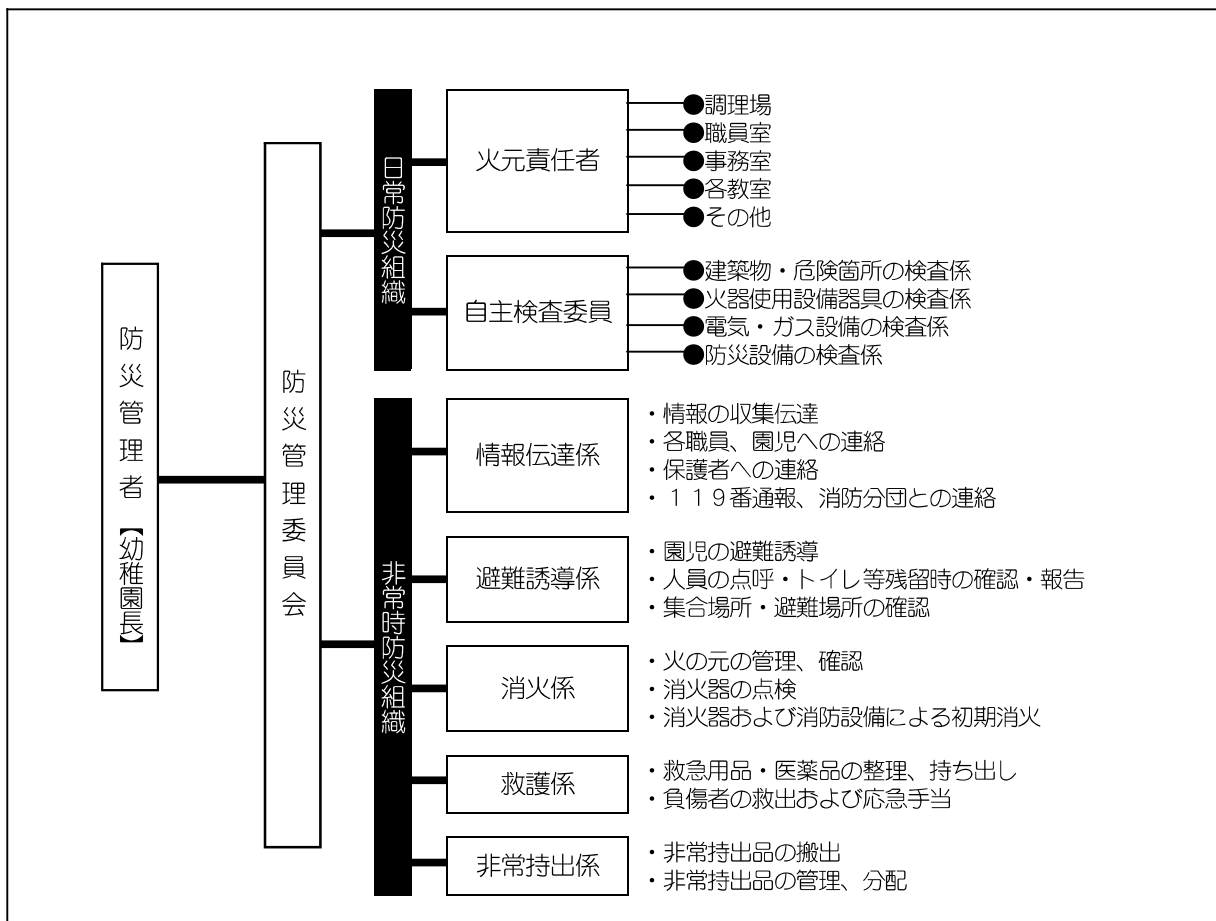 防災管理者【幼稚園長】
防災管理委員会
日常防災組織
火元責任者
●調理場
●職員室
●事務室
●各教室
●その他
自主検査委員
●建築物・危険箇所の検査係
●火器使用設備器具の検査係
●電気・ガス設備の検査係
●防災設備の検査係
非常時防災組織
情報伝達係
・情報の収集伝達
・各職員、園児への連絡
・保護者への連絡
・１１９番通報、消防分団との連絡
避難誘導係
・園児の避難誘導
・人員の点呼・トイレ等残留時の確認・報告
・集合場所・避難場所の確認
消火係
・火の元の管理、確認
・消火器の点検
・消火器および消防設備による初期消火
救護係
・救急用品・医薬品の整理、持ち出し
・負傷者の救出および応急手当
非常持出係
・非常持出品の搬出
・非常持出品の管理、分配